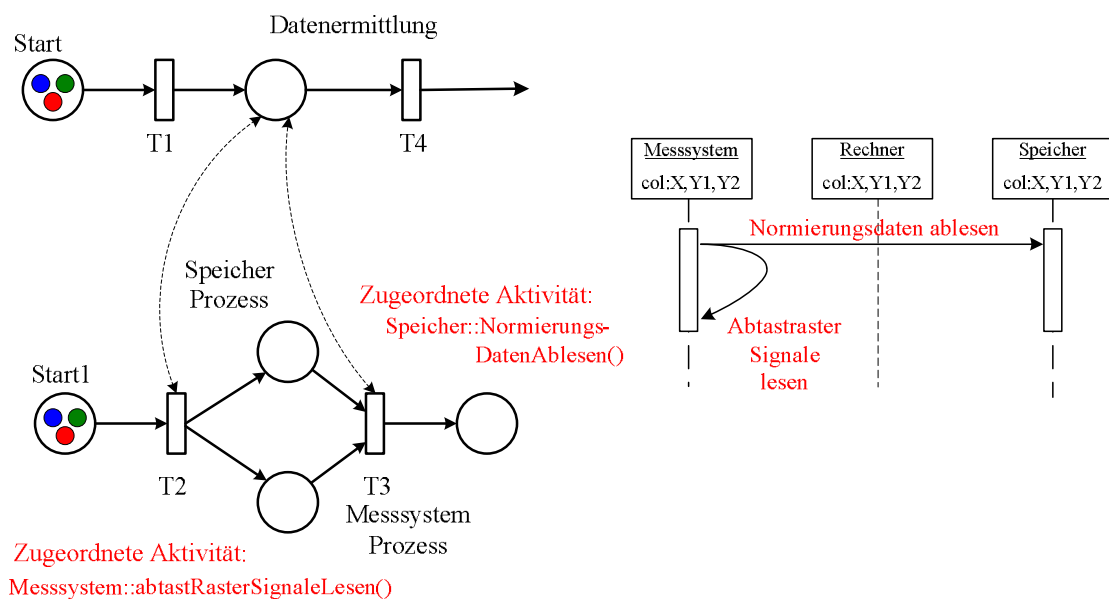 Datenermittlung
Start
T1
T4
Messsystem
col:X,Y1,Y2
Rechner
col:X,Y1,Y2
Speicher
col:X,Y1,Y2
Normierungsdaten ablesen
Abtastraster
Signale
lesen
Speicher
Prozess
Zugeordnete Aktivität:
Speicher::Normierungs-
DatenAblesen()
Start1
T2
T3
Messsystem
Prozess
Zugeordnete Aktivität:
Messsystem::abtastRasterSignaleLesen()